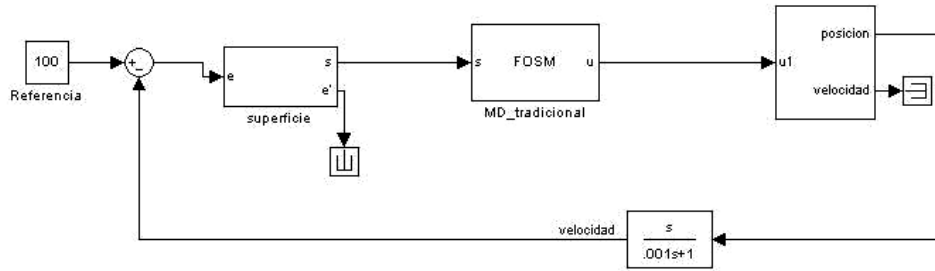 100
Referencia
e
s
e'
superficie
s
FOSM
u
MD_tradicional
u1
posicion
velocidad
velocidad
s
.001s+1